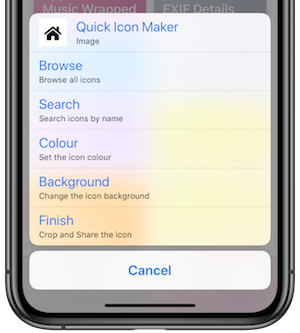 Music Wrapped
EXIF Details
Quick Icon Maker
Image
Browse
Browse all icons
Search
Search icons by name
Colour
Set the icon colour
Background
Change the icon background
Finish
Crop and Share the icon
Cancel